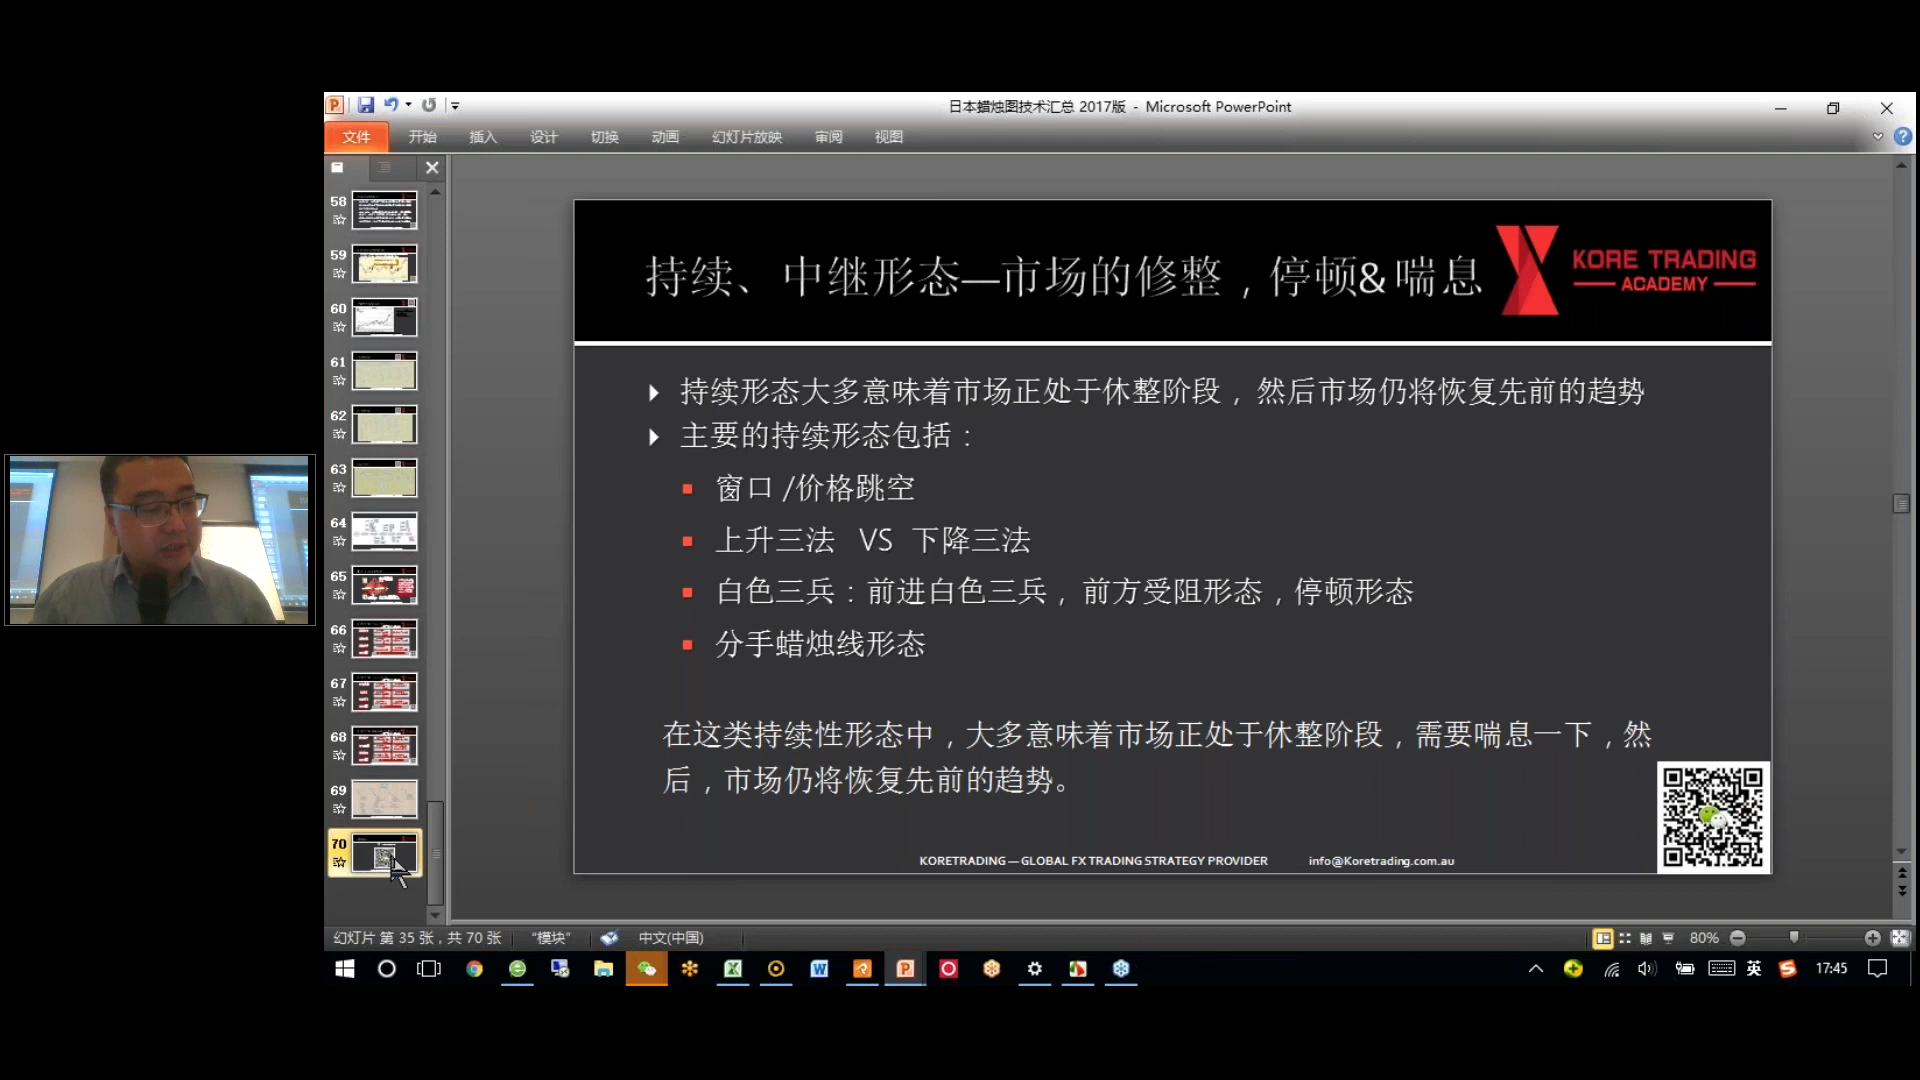 日本蜡烛图技术汇总 2017版 - Microsoft PowerPoint
文件 开始 插入 设计 切换 动画 幻灯片放映 审阅 视图
58
59
60
61
62
63
64
65
66
67
68
69
70
持续、中继形态—市场的修整，停顿&喘息
KORE TRADING
ACADEMY
持续形态大多意味着市场正处于休整阶段，然后市场仍将恢复先前的趋势
主要的持续形态包括：
窗口/价格跳空
上升三法 VS 下降三法
白色三兵：前进白色三兵，前方受阻形态，停顿形态
分手蜡烛线形态
在这类持续性形态中，大多意味着市场正处于休整阶段，需要喘息一下，然
后，市场仍将恢复先前的趋势。
KORETRADING — GLOBAL FX TRADING STRATEGY PROVIDER info@Koretrading.com.au
幻灯片 第 35 张，共 70 张 "模块" 中文(中国) 80%
英 17:45